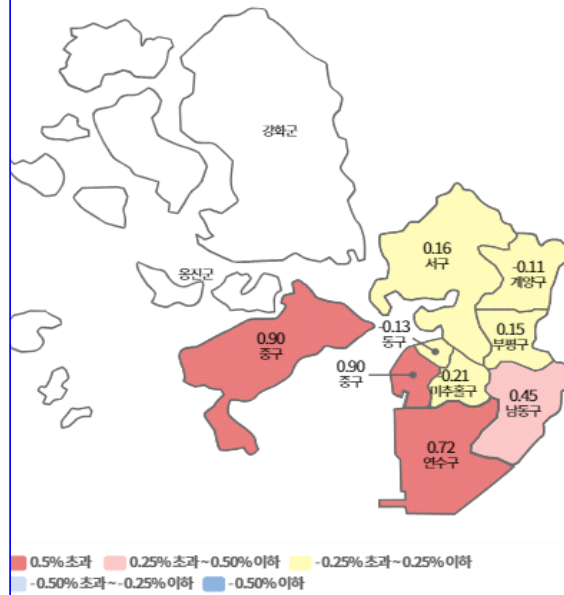 강화군
옹진군
0.16
서구
-0.11
계양구
-0.13
동구
0.15
부평구
0.90
중구
0.90
중구
-0.21
미추홀구
0.45
남동구
0.72
연수구
0.5% 초과 0.25% 초과~0.50% 이하 -0.25% 초과~0.25% 이하
-0.50% 초과~-0.25% 이하 -0.50% 이하